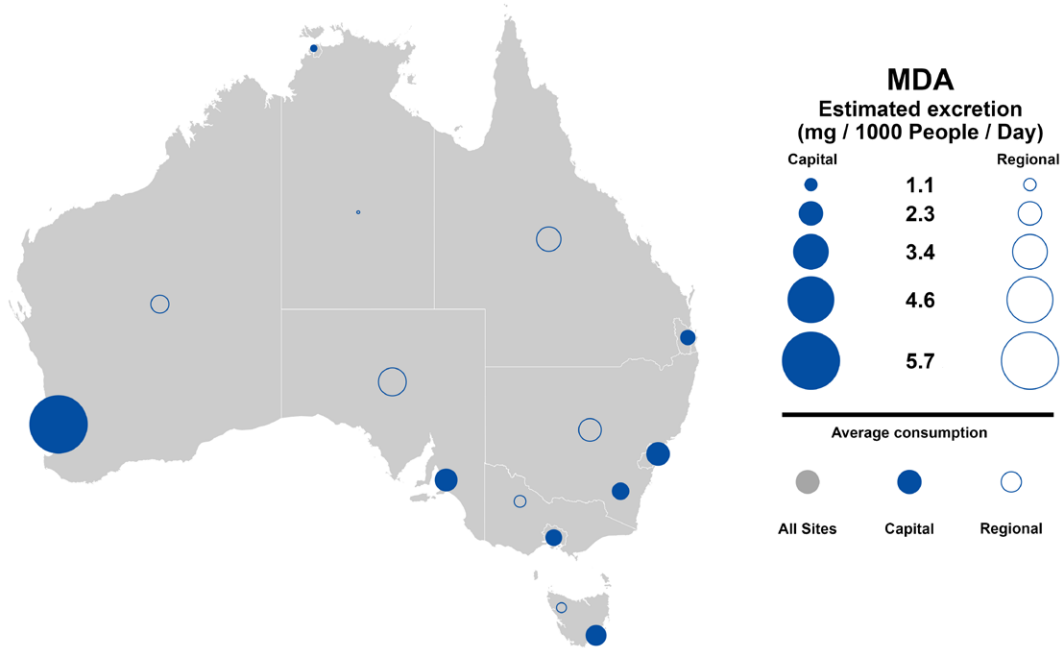 MDA
Estimated excretion
(mg / 1000 People / Day)
Capital Regional
1.1
2.3
3.4
4.6
5.7
Average consumption
All Sites Capital Regional